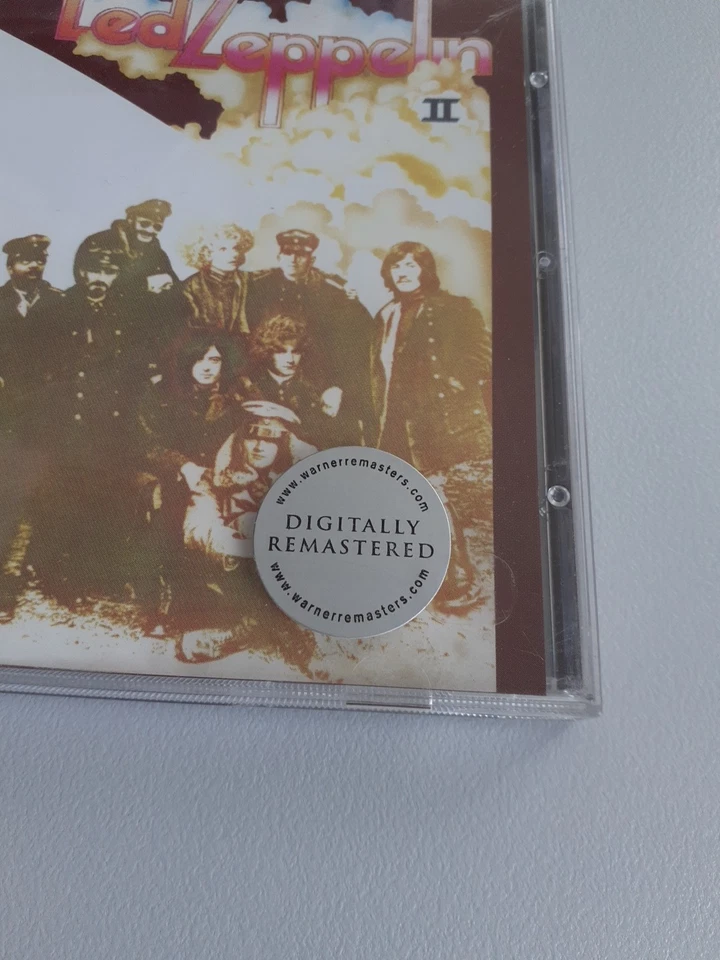 Led Zeppelin
II
www.warnerremasters.com
DIGITALLY
REMASTERED
www.warnerremasters.com